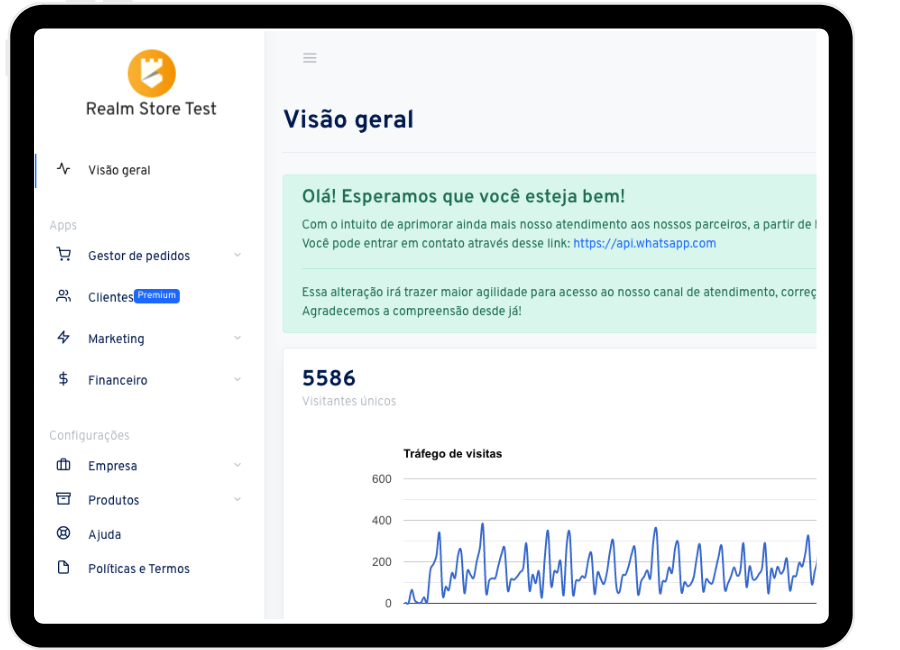 Realm Store Test
Visão geral
Apps
Gestor de pedidos
Clientes Premium
Marketing
Financeiro
Configurações
Empresa
Produtos
Ajuda
Políticas e Termos
Visão geral
Olá! Esperamos que você esteja bem!
Com o intuito de aprimorar ainda mais nosso atendimento aos nossos parceiros, a partir de
Você pode entrar em contato através desse link: https://api.whatsapp.com
Essa alteração irá trazer maior agilidade para acesso ao nosso canal de atendimento,
Agradecemos a compreensão desde já!
5586
Visitantes únicos
Tráfego de visitas
600
400
200
0